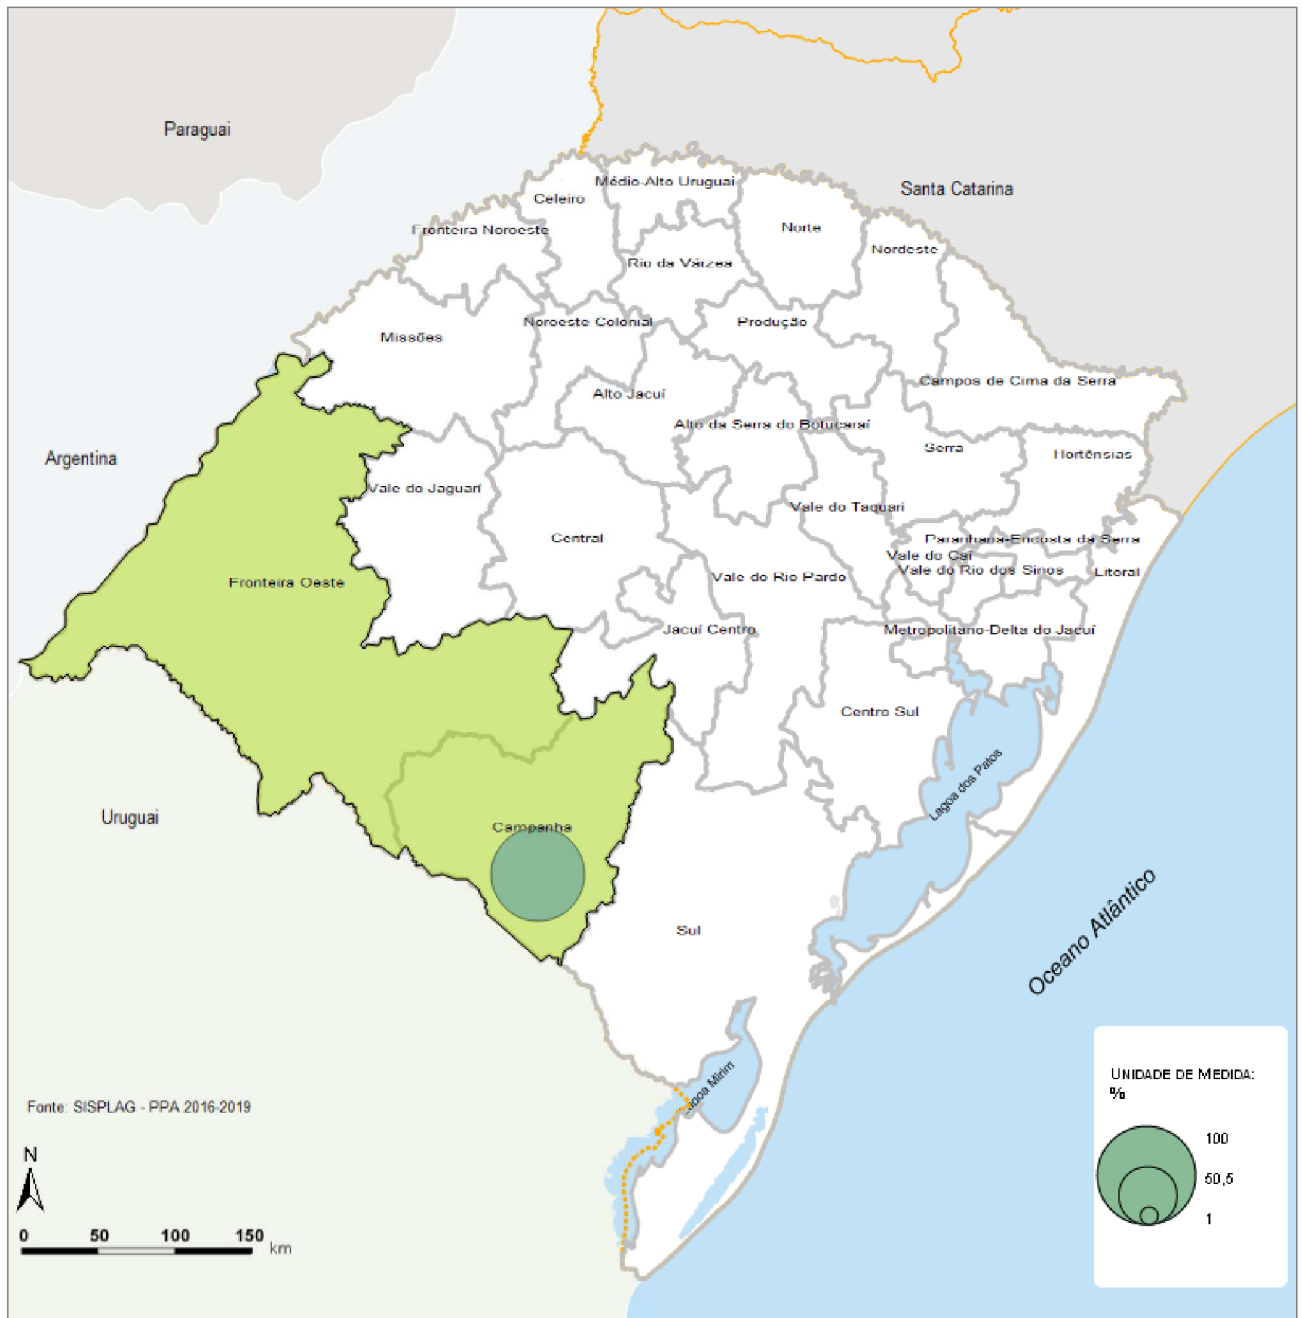 Paraguai
Santa Catarina
Médio-Alto Uruguai
Celeiro
Norte
Fronteira Noroeste
Nordeste
Rio da Várzea
Noroeste Colonial
Produção
Missões
Campos de Cima da Serra
Alto Jacuí
Alto da Serra do Botucaraí
Serra
Hortênsias
Argentina
Vale do Jaguarí
Vale do Taquari
Central
Paranhana-Encosta da Serra
Vale do Caí
Vale do Rio dos Sinos
Litoral
Fronteira Oeste
Vale do Rio Pardo
Jacuí Centro
Metropolitano-Delta do Jacuí
Centro Sul
Lagoa dos Patos
Uruguai
Campanha
Sul
Oceano Atlântico
Lagoa Mirim
Fonte: SISPLAG - PPA 2016-2019
N
0 50 100 150
km
UNIDADE DE MEDIDA:
%
100
50,5
1